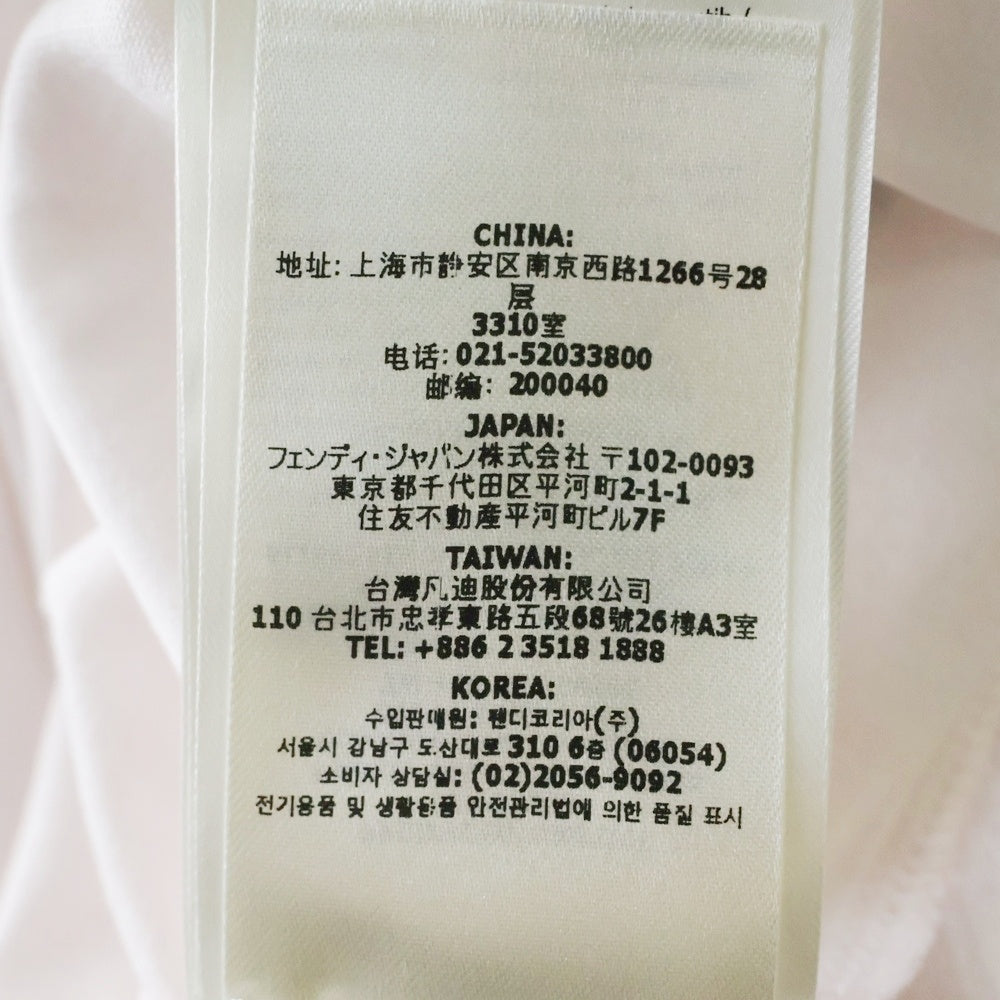 CHINA:
地址: 上海市静安区南京西路1266号28
层
3310室
电话: 021-52033800
邮编: 200040
JAPAN:
フェンディ・ジャパン株式会社 〒102-0093
東京都千代田区平河町2-1-1
住友不動産平河町ビル7F
TAIWAN:
台灣凡迪股份有限公司
110 台北市忠孝東路五段68號26樓A3室
TEL: +886 2 3518 1888
KOREA:
수입판매원: 펜디코리아(주)
서울시 강남구 도산대로 310 6층 (06054)
소비자 상담실: (02)2056-9092
전기용품 및 생활용품 안전관리법에 의한 품질 표시